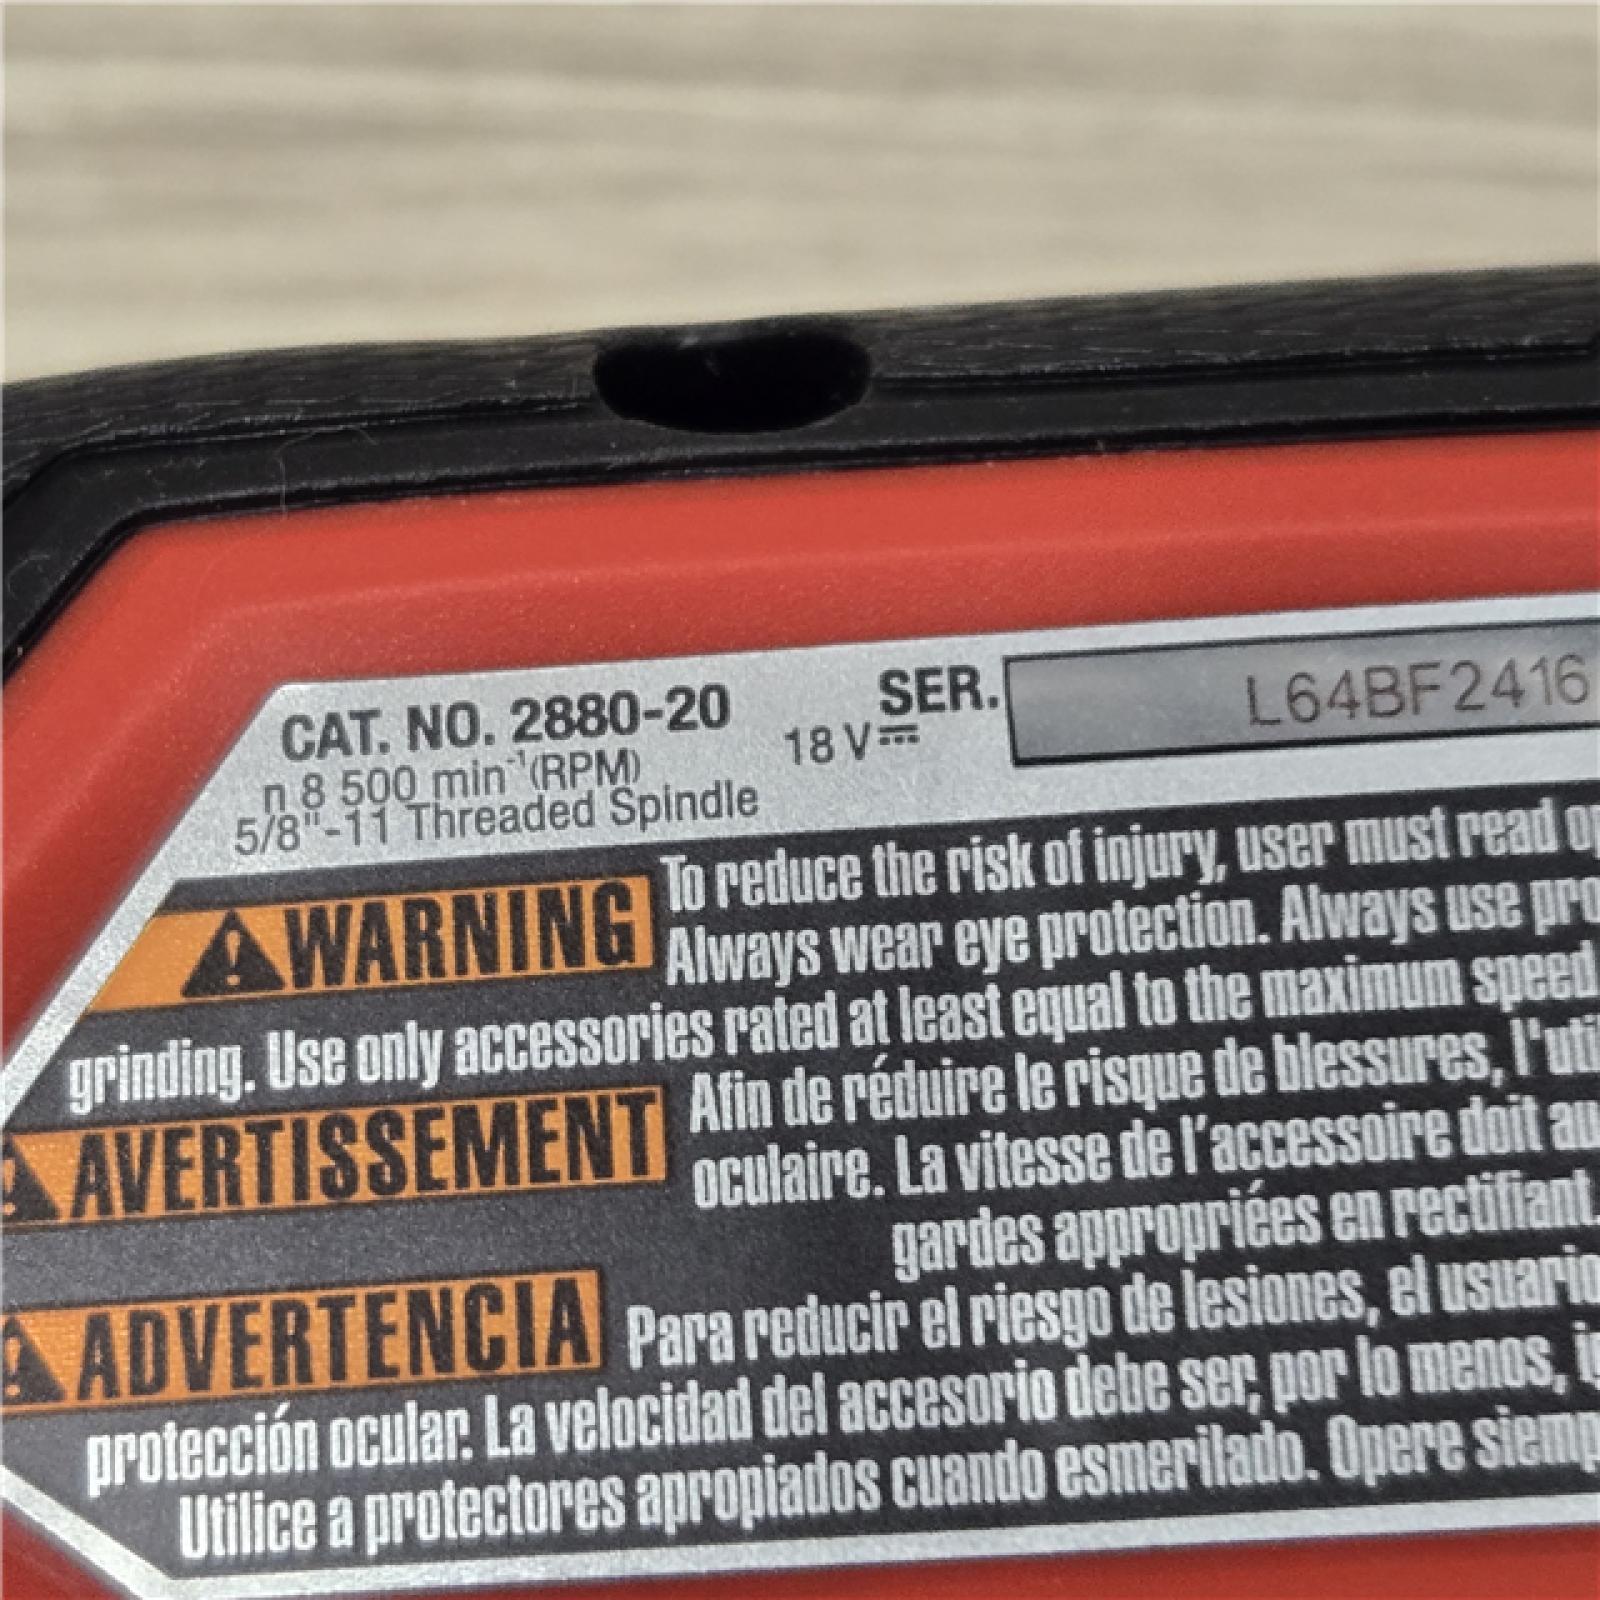 CAT. NO. 2880-20 SER. L64BF2416
n 8 500 min⁻¹(RPM) 18 V⎓
5/8"-11 Threaded Spindle
WARNING To reduce the risk of injury, user must read
Always wear eye protection. Always use
grinding. Use only accessories rated at least equal to the maximum speed
AVERTISSEMENT Afin de réduire le risque de blessures,
oculaire. La vitesse de l'accessoire doit
gardes appropriées en rectifiant.
ADVERTENCIA Para reducir el riesgo de lesiones, el usuario
protección ocular. La velocidad del accesorio debe ser, por lo menos,
Utilice a protectores apropiados cuando esmerilado. Opere